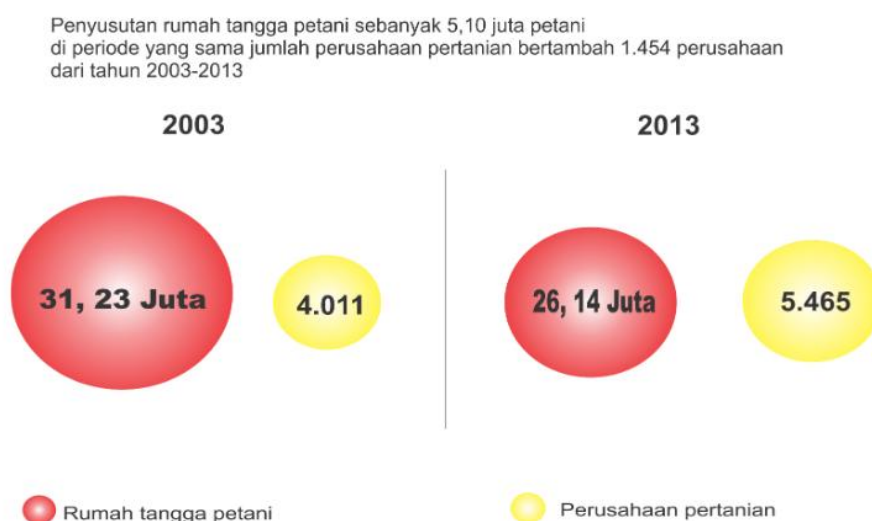 Penyusutan rumah tangga petani sebanyak 5,10 juta petani
di periode yang sama jumlah perusahaan pertanian bertambah 1.454 perusahaan
dari tahun 2003-2013
2003
2013
31, 23 Juta
4.011
26, 14 Juta
5.465
Rumah tangga petani
Perusahaan pertanian